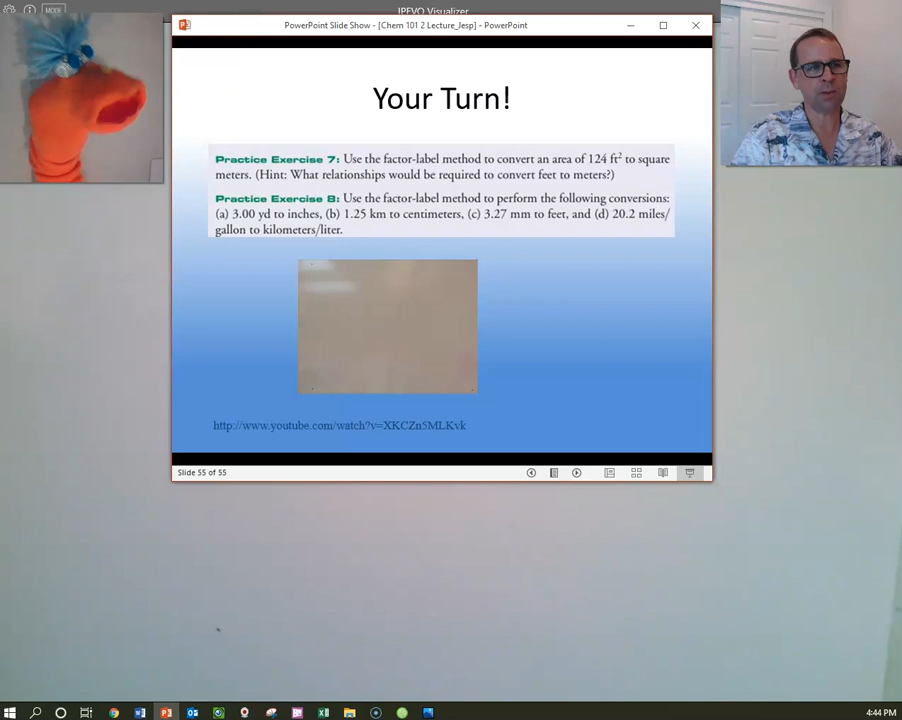 MODE
IPEVO Visualizer
PowerPoint Slide Show - [Chem 101 2 Lecture_Jesp] - PowerPoint
Your Turn!
Practice Exercise 7: Use the factor-label method to convert an area of 124 ft² to square
meters. (Hint: What relationships would be required to convert feet to meters?)
Practice Exercise 8: Use the factor-label method to perform the following conversions:
(a) 3.00 yd to inches, (b) 1.25 km to centimeters, (c) 3.27 mm to feet, and (d) 20.2 miles/
gallon to kilometers/liter.
http://www.youtube.com/watch?v=XKCZn5MLKvk
Slide 55 of 55
4:44 PM